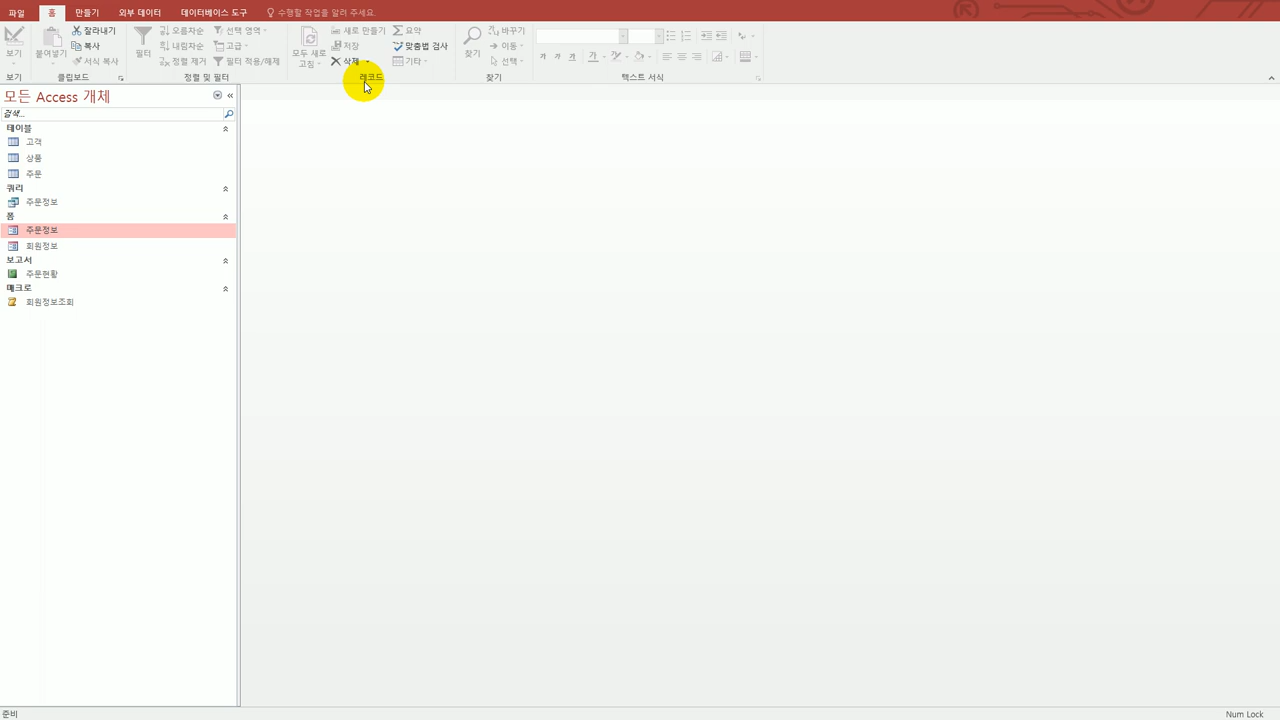 파일 홈 만들기 외부 데이터 데이터베이스 도구 수행할 작업을 알려 주세요.
보기
붙여넣기
잘라내기
복사
서식 복사
필터
오름차순
내림차순
정렬 제거
선택 영역
고급
필터 적용/해제
모두 새로
고침
새로 만들기
저장
삭제
요약
맞춤법 검사
기타
찾기
바꾸기
이동
선택
가 가 가 가
보기 클립보드 정렬 및 필터 레코드 찾기 텍스트 서식
모든 Access 개체
검색...
테이블
고객
상품
주문
쿼리
주문정보
폼
주문정보
회원정보
보고서
주문현황
매크로
회원정보조회
준비 Num Lock